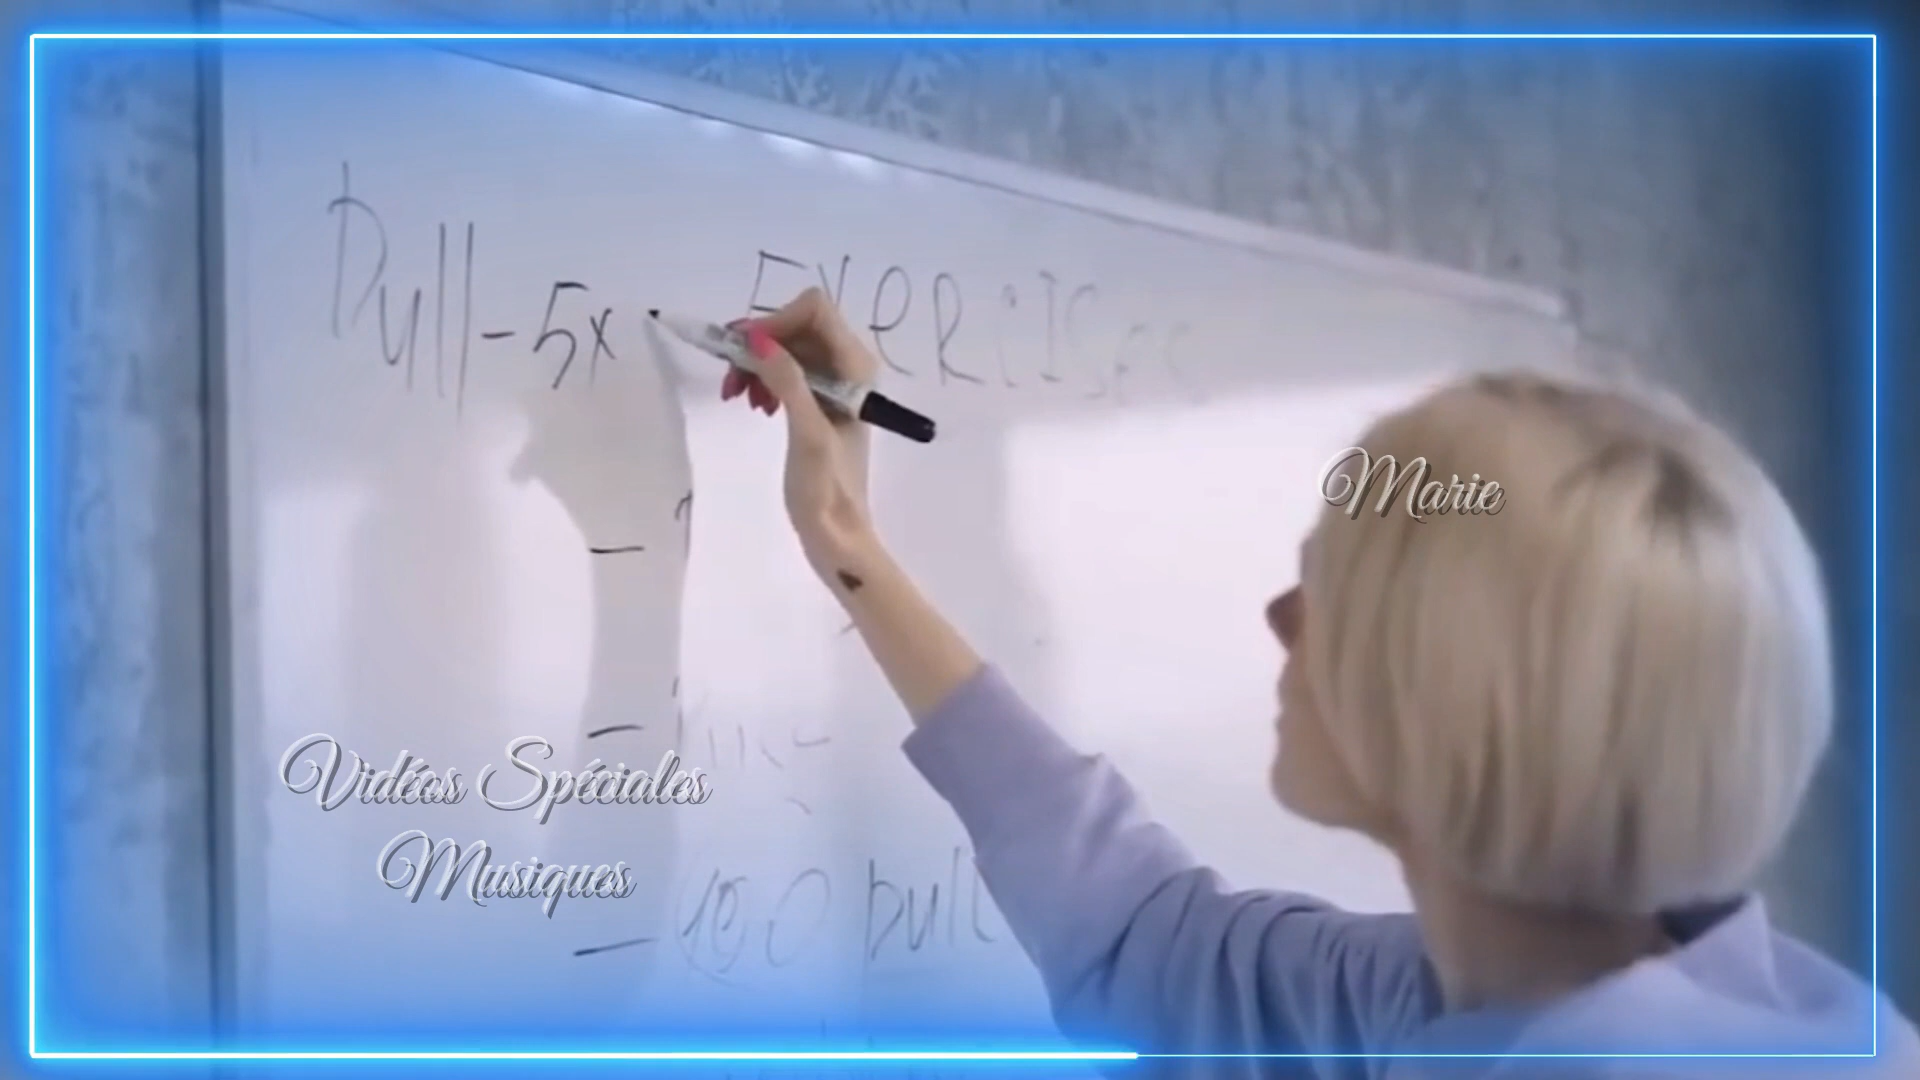 Exercises
Pull - 5x
Marie
Vidéos Spéciales
Musiques
100 pull